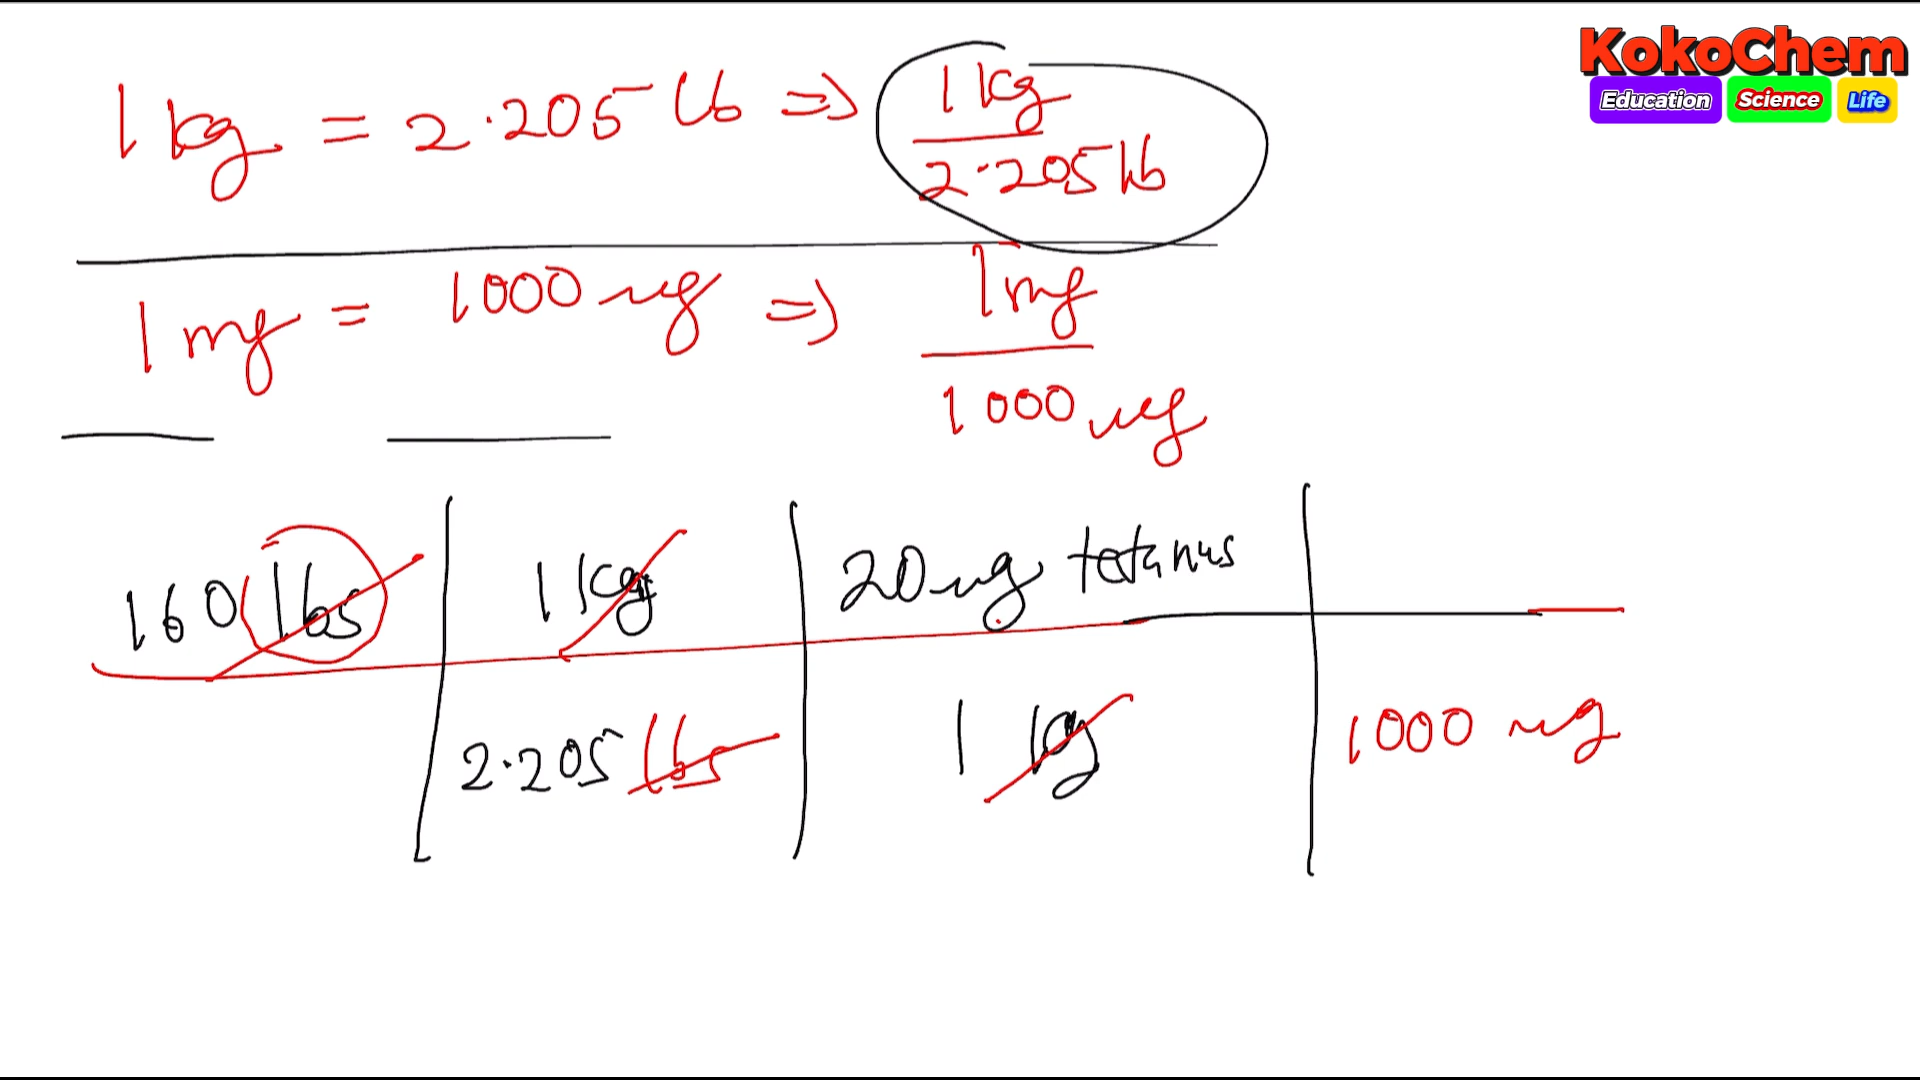 KokoChem
Education Science Life
1 kg = 2.205 lb => 1 kg
2.205 lb
1 mg = 1000 ug => 1 mg
1000 ug
160 lbs 1 kg 20 ug tetanus
2.205 lbs 1 kg 1000 ug